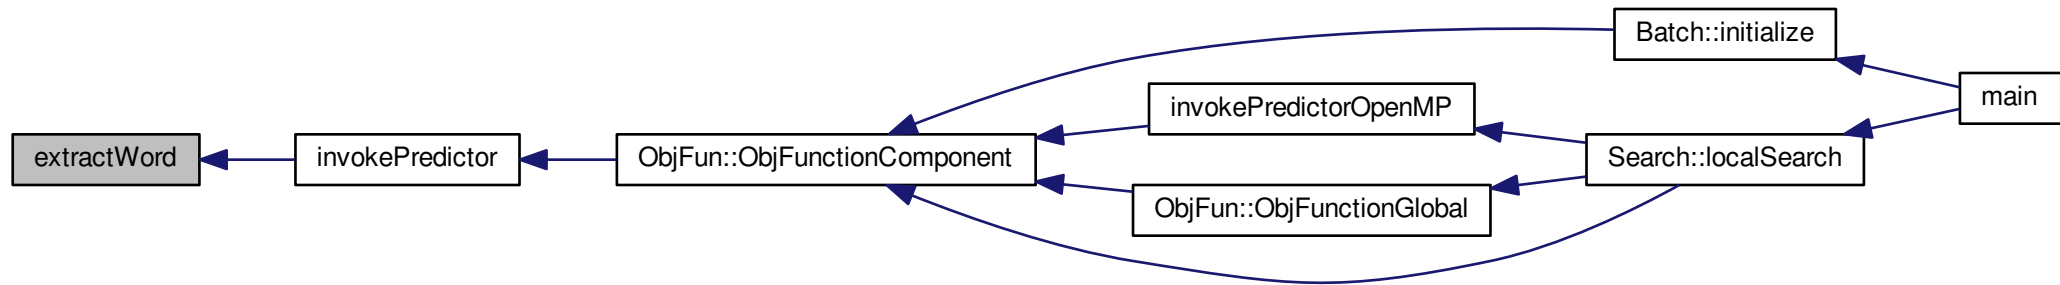 extractWord
invokePredictor
ObjFun::ObjFunctionComponent
Batch::initialize
invokePredictorOpenMP
ObjFun::ObjFunctionGlobal
Search::localSearch
main